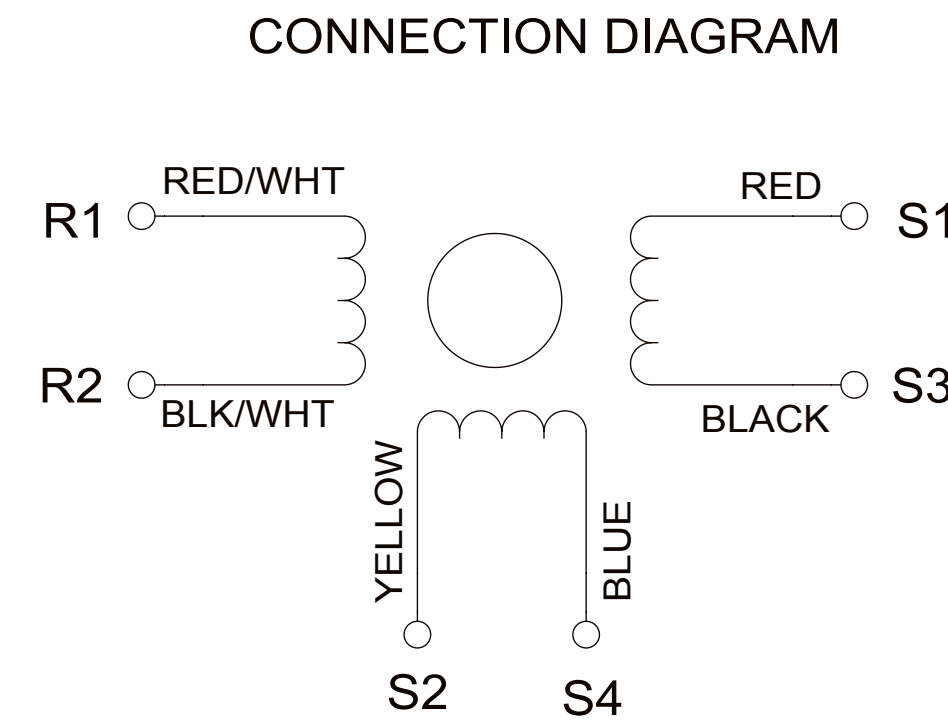 CONNECTION DIAGRAM
RED/WHT
RED
R1
S1
R2
S3
BLK/WHT
BLACK
YELLOW
BLUE
S2
S4